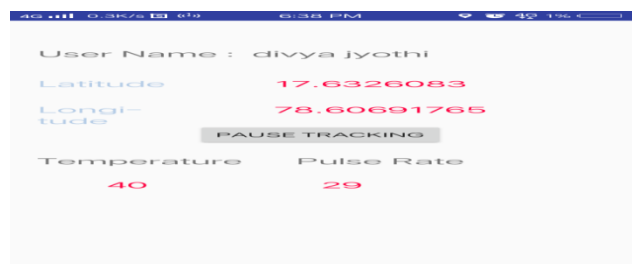 4G 0.3K/s 6:38 PM 1%
User Name : divya jyothi
Latitude 17.6326083
Longi-
tude 78.60691765
PAUSE TRACKING
Temperature Pulse Rate
40 29